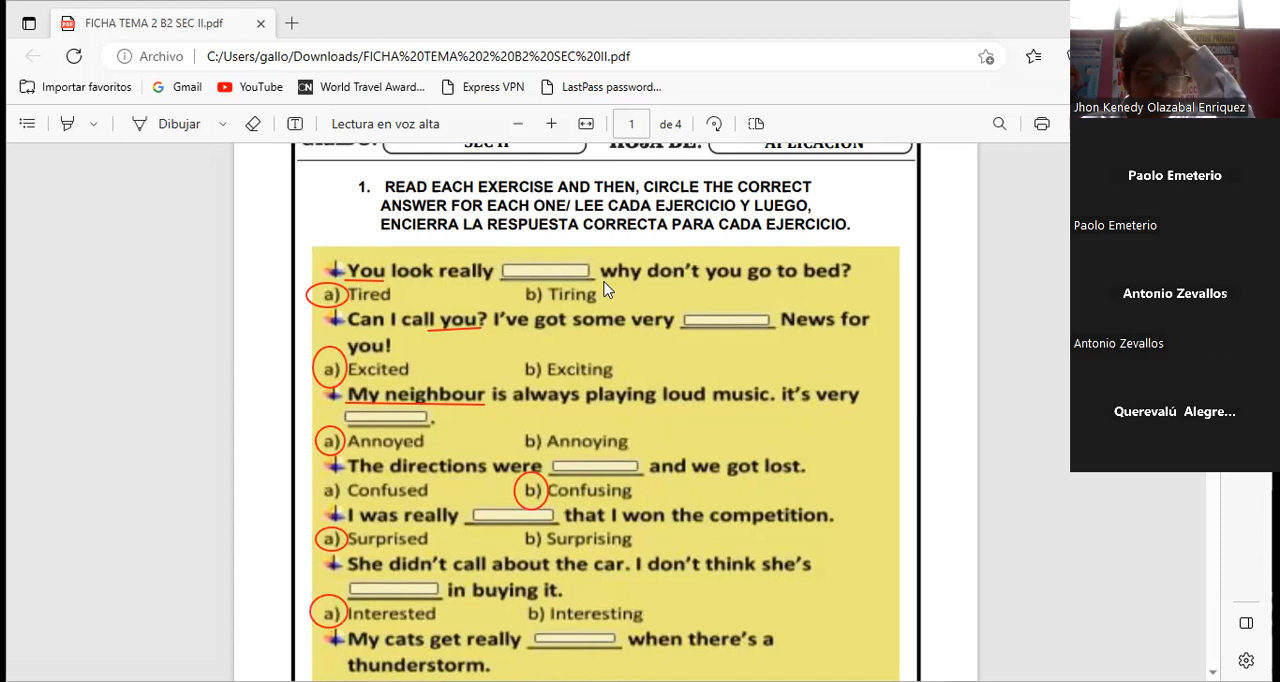 FICHA TEMA 2 B2 SEC II.pdf
Archivo C:/Users/gallo/Downloads/FICHA%20TEMA%202%20B2%20SEC%20II.pdf
Importar favoritos Gmail YouTube CN World Travel Award... Express VPN LastPass password...
Dibujar Lectura en voz alta 1 de 4
SEC II HOJA DE: APLICACIÓN
1. READ EACH EXERCISE AND THEN, CIRCLE THE CORRECT
ANSWER FOR EACH ONE/ LEE CADA EJERCICIO Y LUEGO,
ENCIERRA LA RESPUESTA CORRECTA PARA CADA EJERCICIO.
You look really why don't you go to bed?
a) Tired b) Tiring
Can I call you? I've got some very News for
you!
a) Excited b) Exciting
My neighbour is always playing loud music. it's very
.
a) Annoyed b) Annoying
The directions were and we got lost.
a) Confused b) Confusing
I was really that I won the competition.
a) Surprised b) Surprising
She didn't call about the car. I don't think she's
in buying it.
a) Interested b) Interesting
My cats get really when there's a
thunderstorm.
Jhon Kenedy Olazabal Enriquez
Paolo Emeterio
Paolo Emeterio
Antonio Zevallos
Antonio Zevallos
Querevalú Alegre...